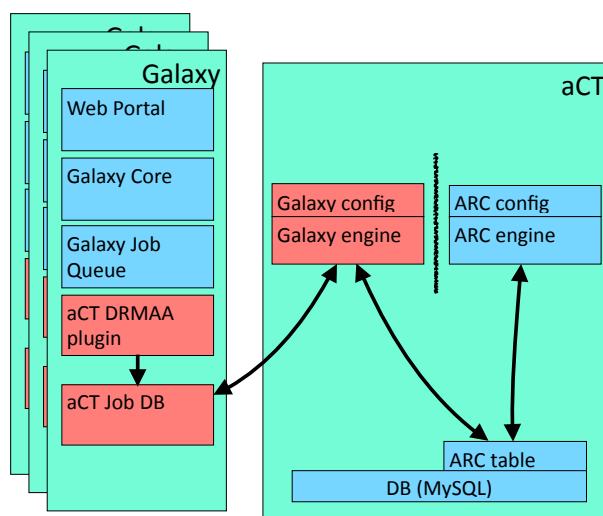 Galaxy
Web Portal
Galaxy Core
Galaxy Job
Queue
aCT DRMAA
plugin
aCT Job DB
aCT
Galaxy config
Galaxy engine
ARC config
ARC engine
ARC table
DB (MySQL)